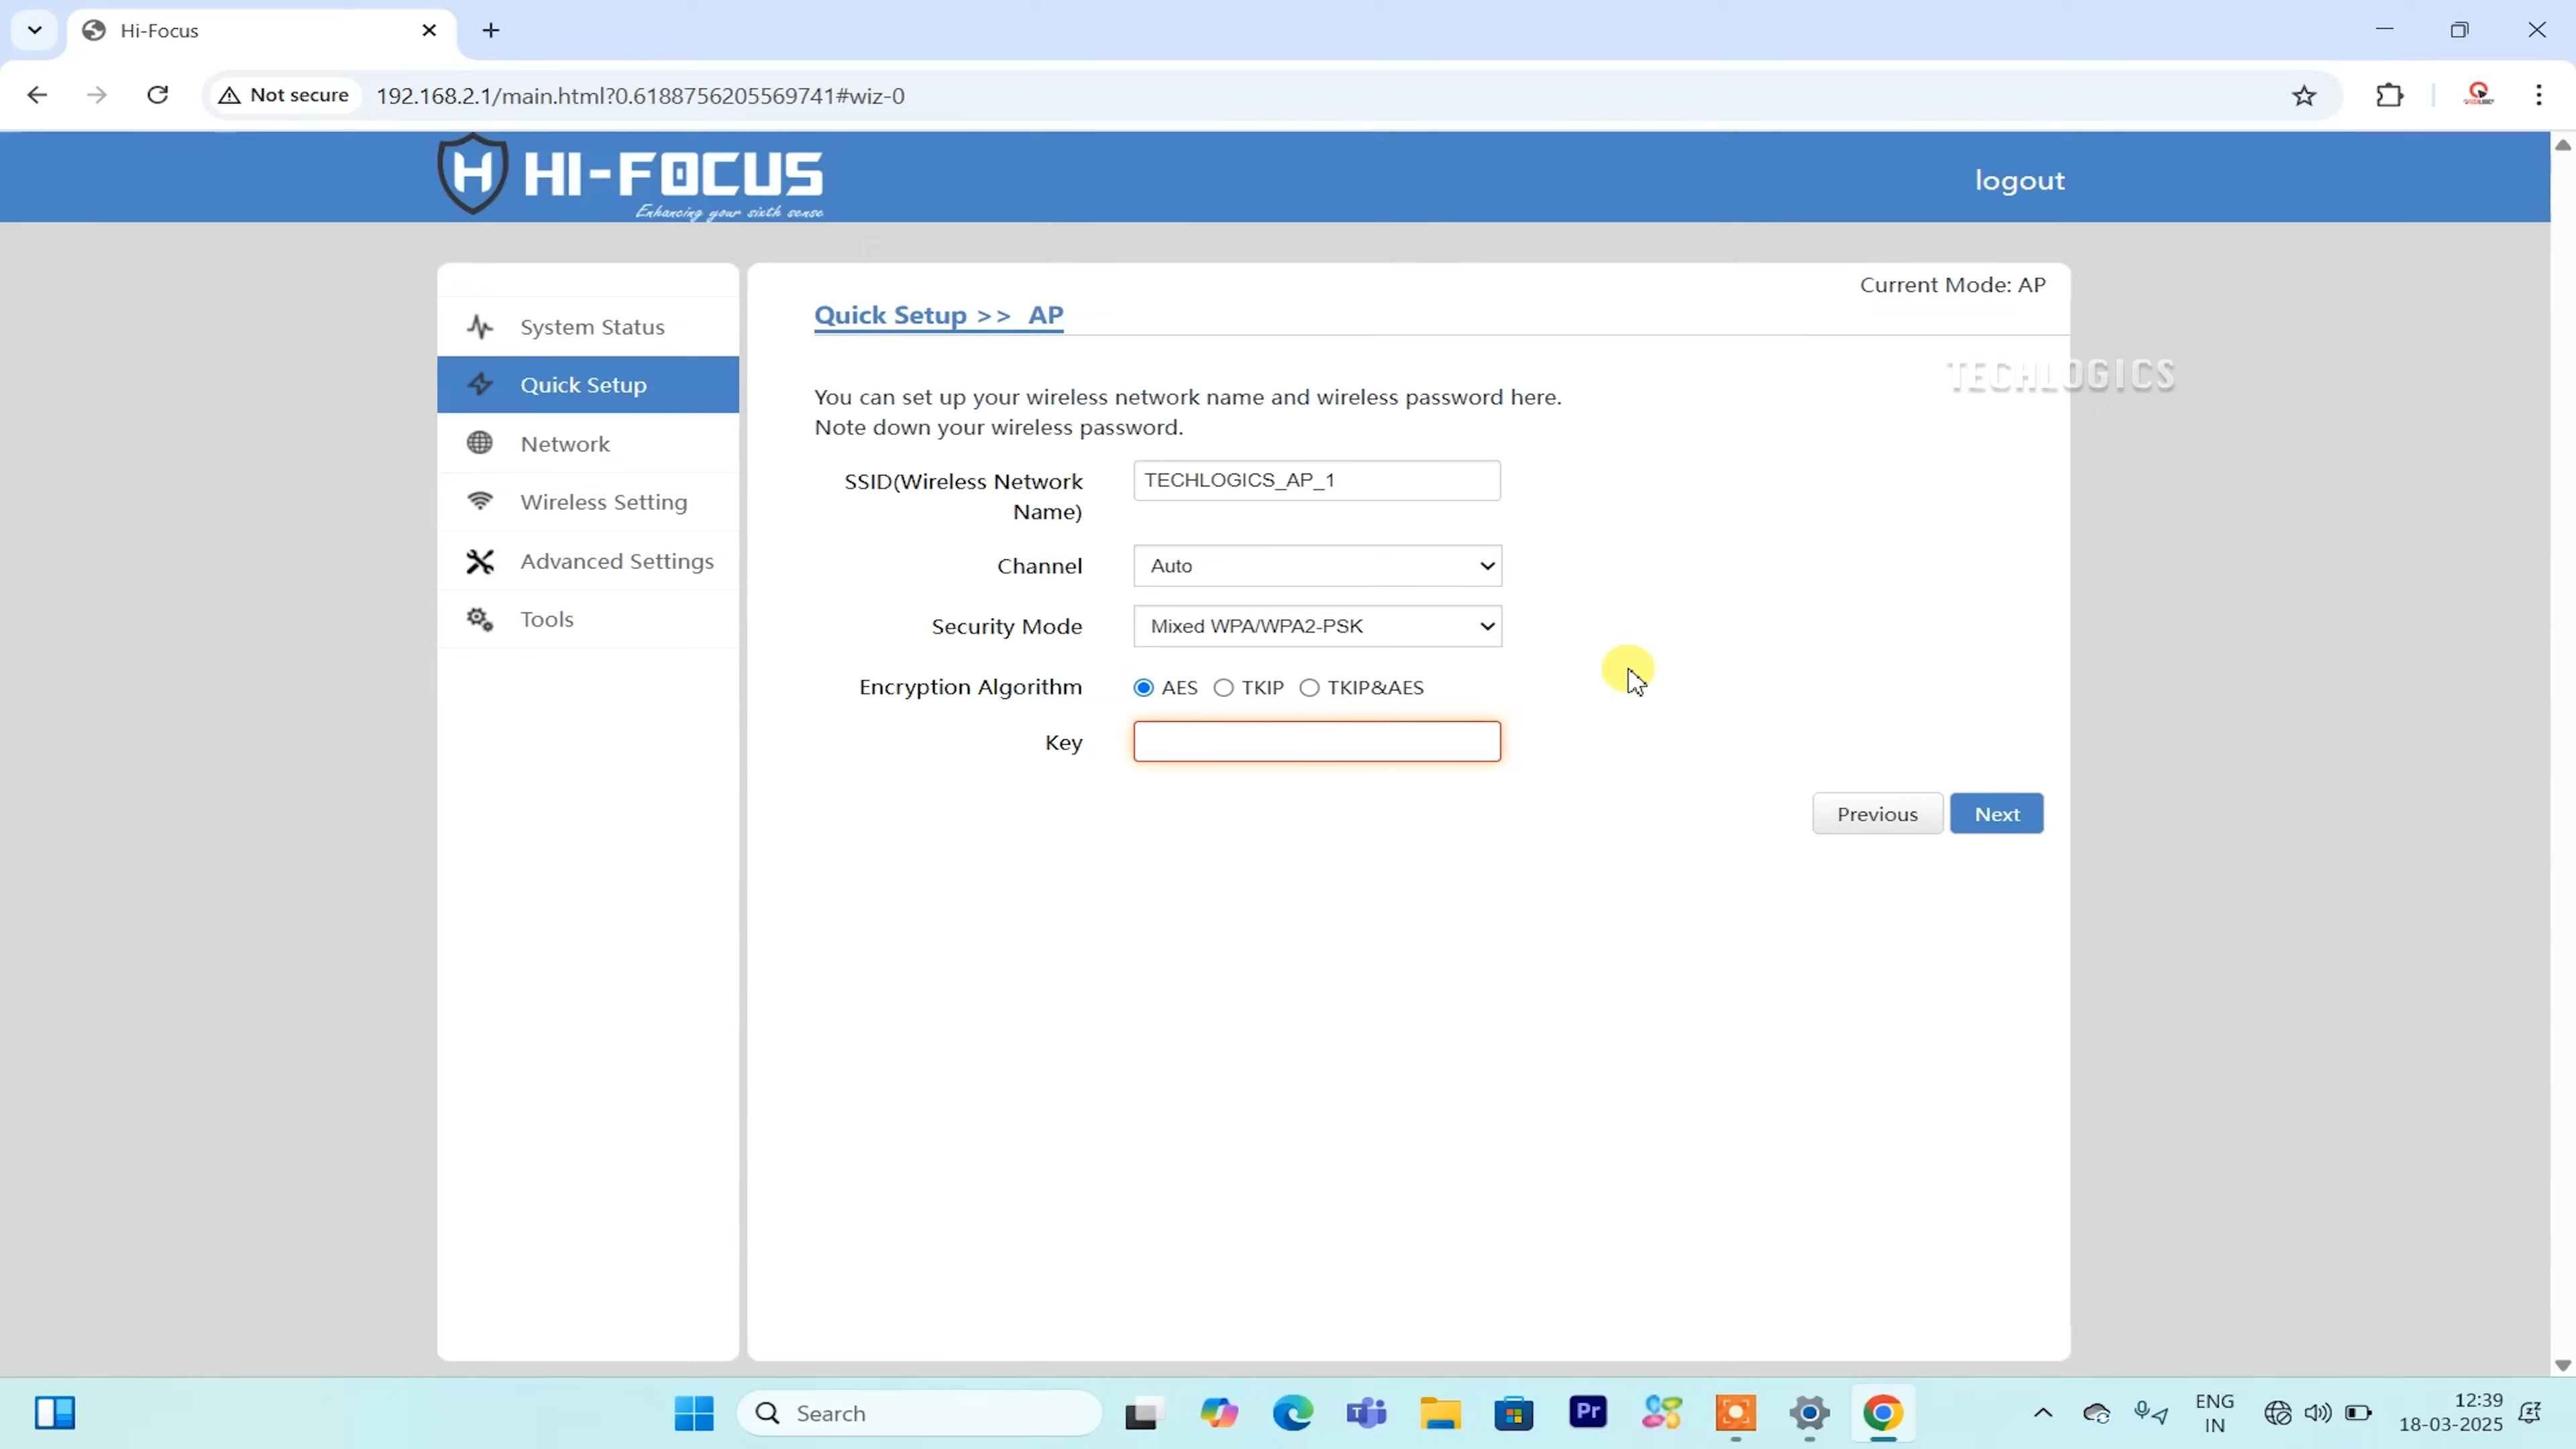 Hi-Focus
Not secure
192.168.2.1/main.html?0.6188756205569741#wiz-0
HI-FOCUS
Enhancing your sixth sense
logout
Current Mode: AP
System Status
Quick Setup
Network
Wireless Setting
Advanced Settings
Tools
Quick Setup >> AP
TECHLOGICS
You can set up your wireless network name and wireless password here.
Note down your wireless password.
SSID(Wireless Network
Name)
TECHLOGICS_AP_1
Channel
Auto
Security Mode
Mixed WPA/WPA2-PSK
Encryption Algorithm
AES TKIP TKIP&AES
Key
Previous
Next
Search
Pr
ENG
IN
12:39
18-03-2025